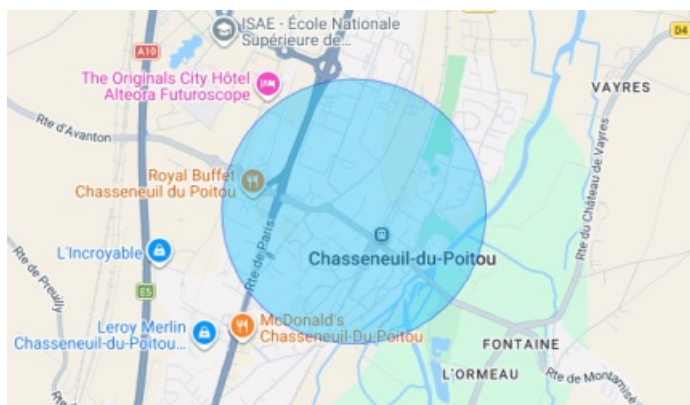 ISAE - École Nationale
Supérieure de...
D4
A10
The Originals City Hôtel
Alteora Futuroscope
VAYRES
Rte d'Avanton
Rte du Château de Vayres
Royal Buffet
Chasseneuil du Poitou
L'Incroyable
Rte de Paris
Chasseneuil-du-Poitou
Rte de Preuilly
E5
McDonald's
Chasseneuil-Du-Poitou
Leroy Merlin
Chasseneuil-du-Poitou...
FONTAINE
L'ORMEAU
Rte de Montamisé